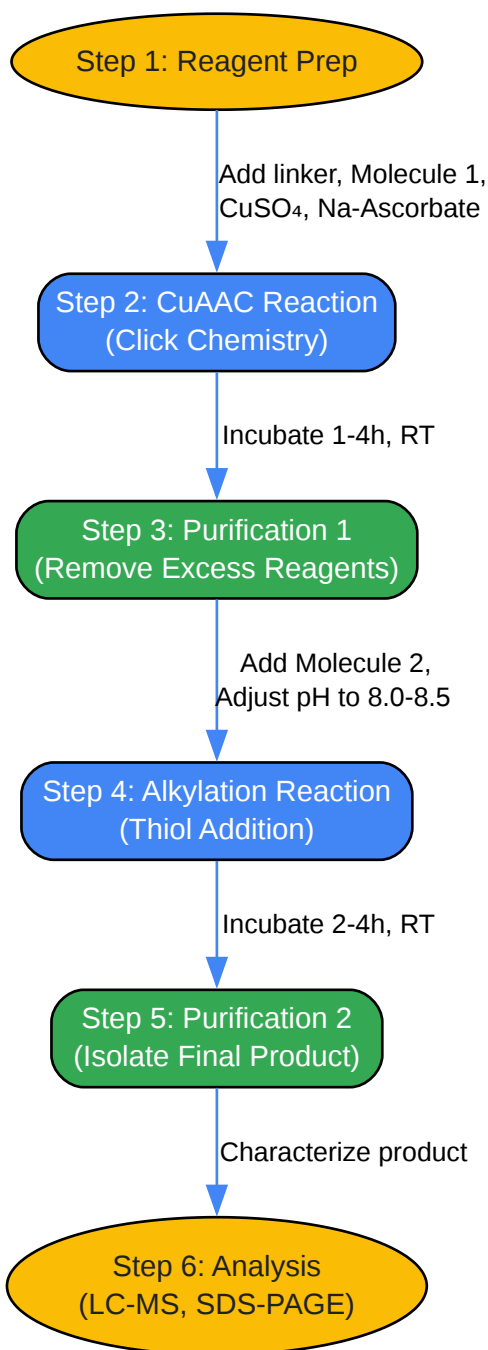 Step 1: Reagent Prep
Add linker, Molecule 1,
CuSO₄, Na-Ascorbate
Step 2: CuAAC Reaction
(Click Chemistry)
Incubate 1-4h, RT
Step 3: Purification 1
(Remove Excess Reagents)
Add Molecule 2,
Adjust pH to 8.0-8.5
Step 4: Alkylation Reaction
(Thiol Addition)
Incubate 2-4h, RT
Step 5: Purification 2
(Isolate Final Product)
Characterize product
Step 6: Analysis
(LC-MS, SDS-PAGE)